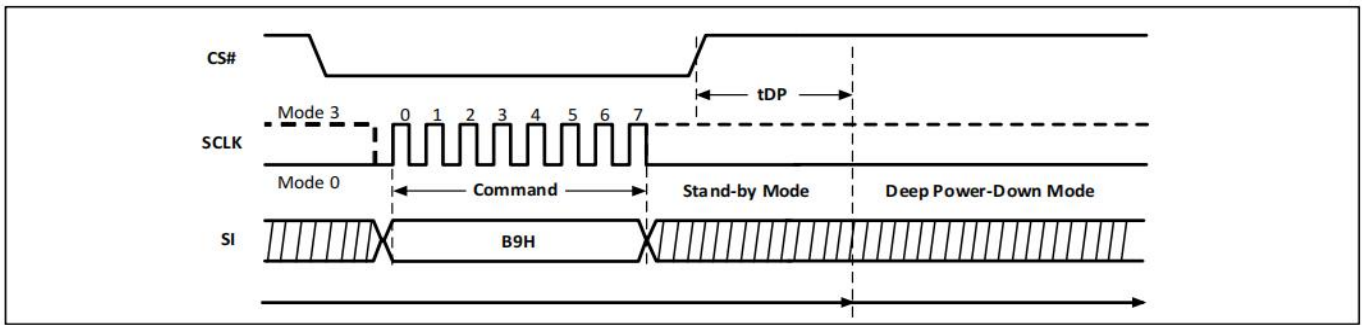 CS#
tDP
Mode 3 0 1 2 3 4 5 6 7
SCLK
Mode 0 Command Stand-by Mode Deep Power-Down Mode
SI B9H